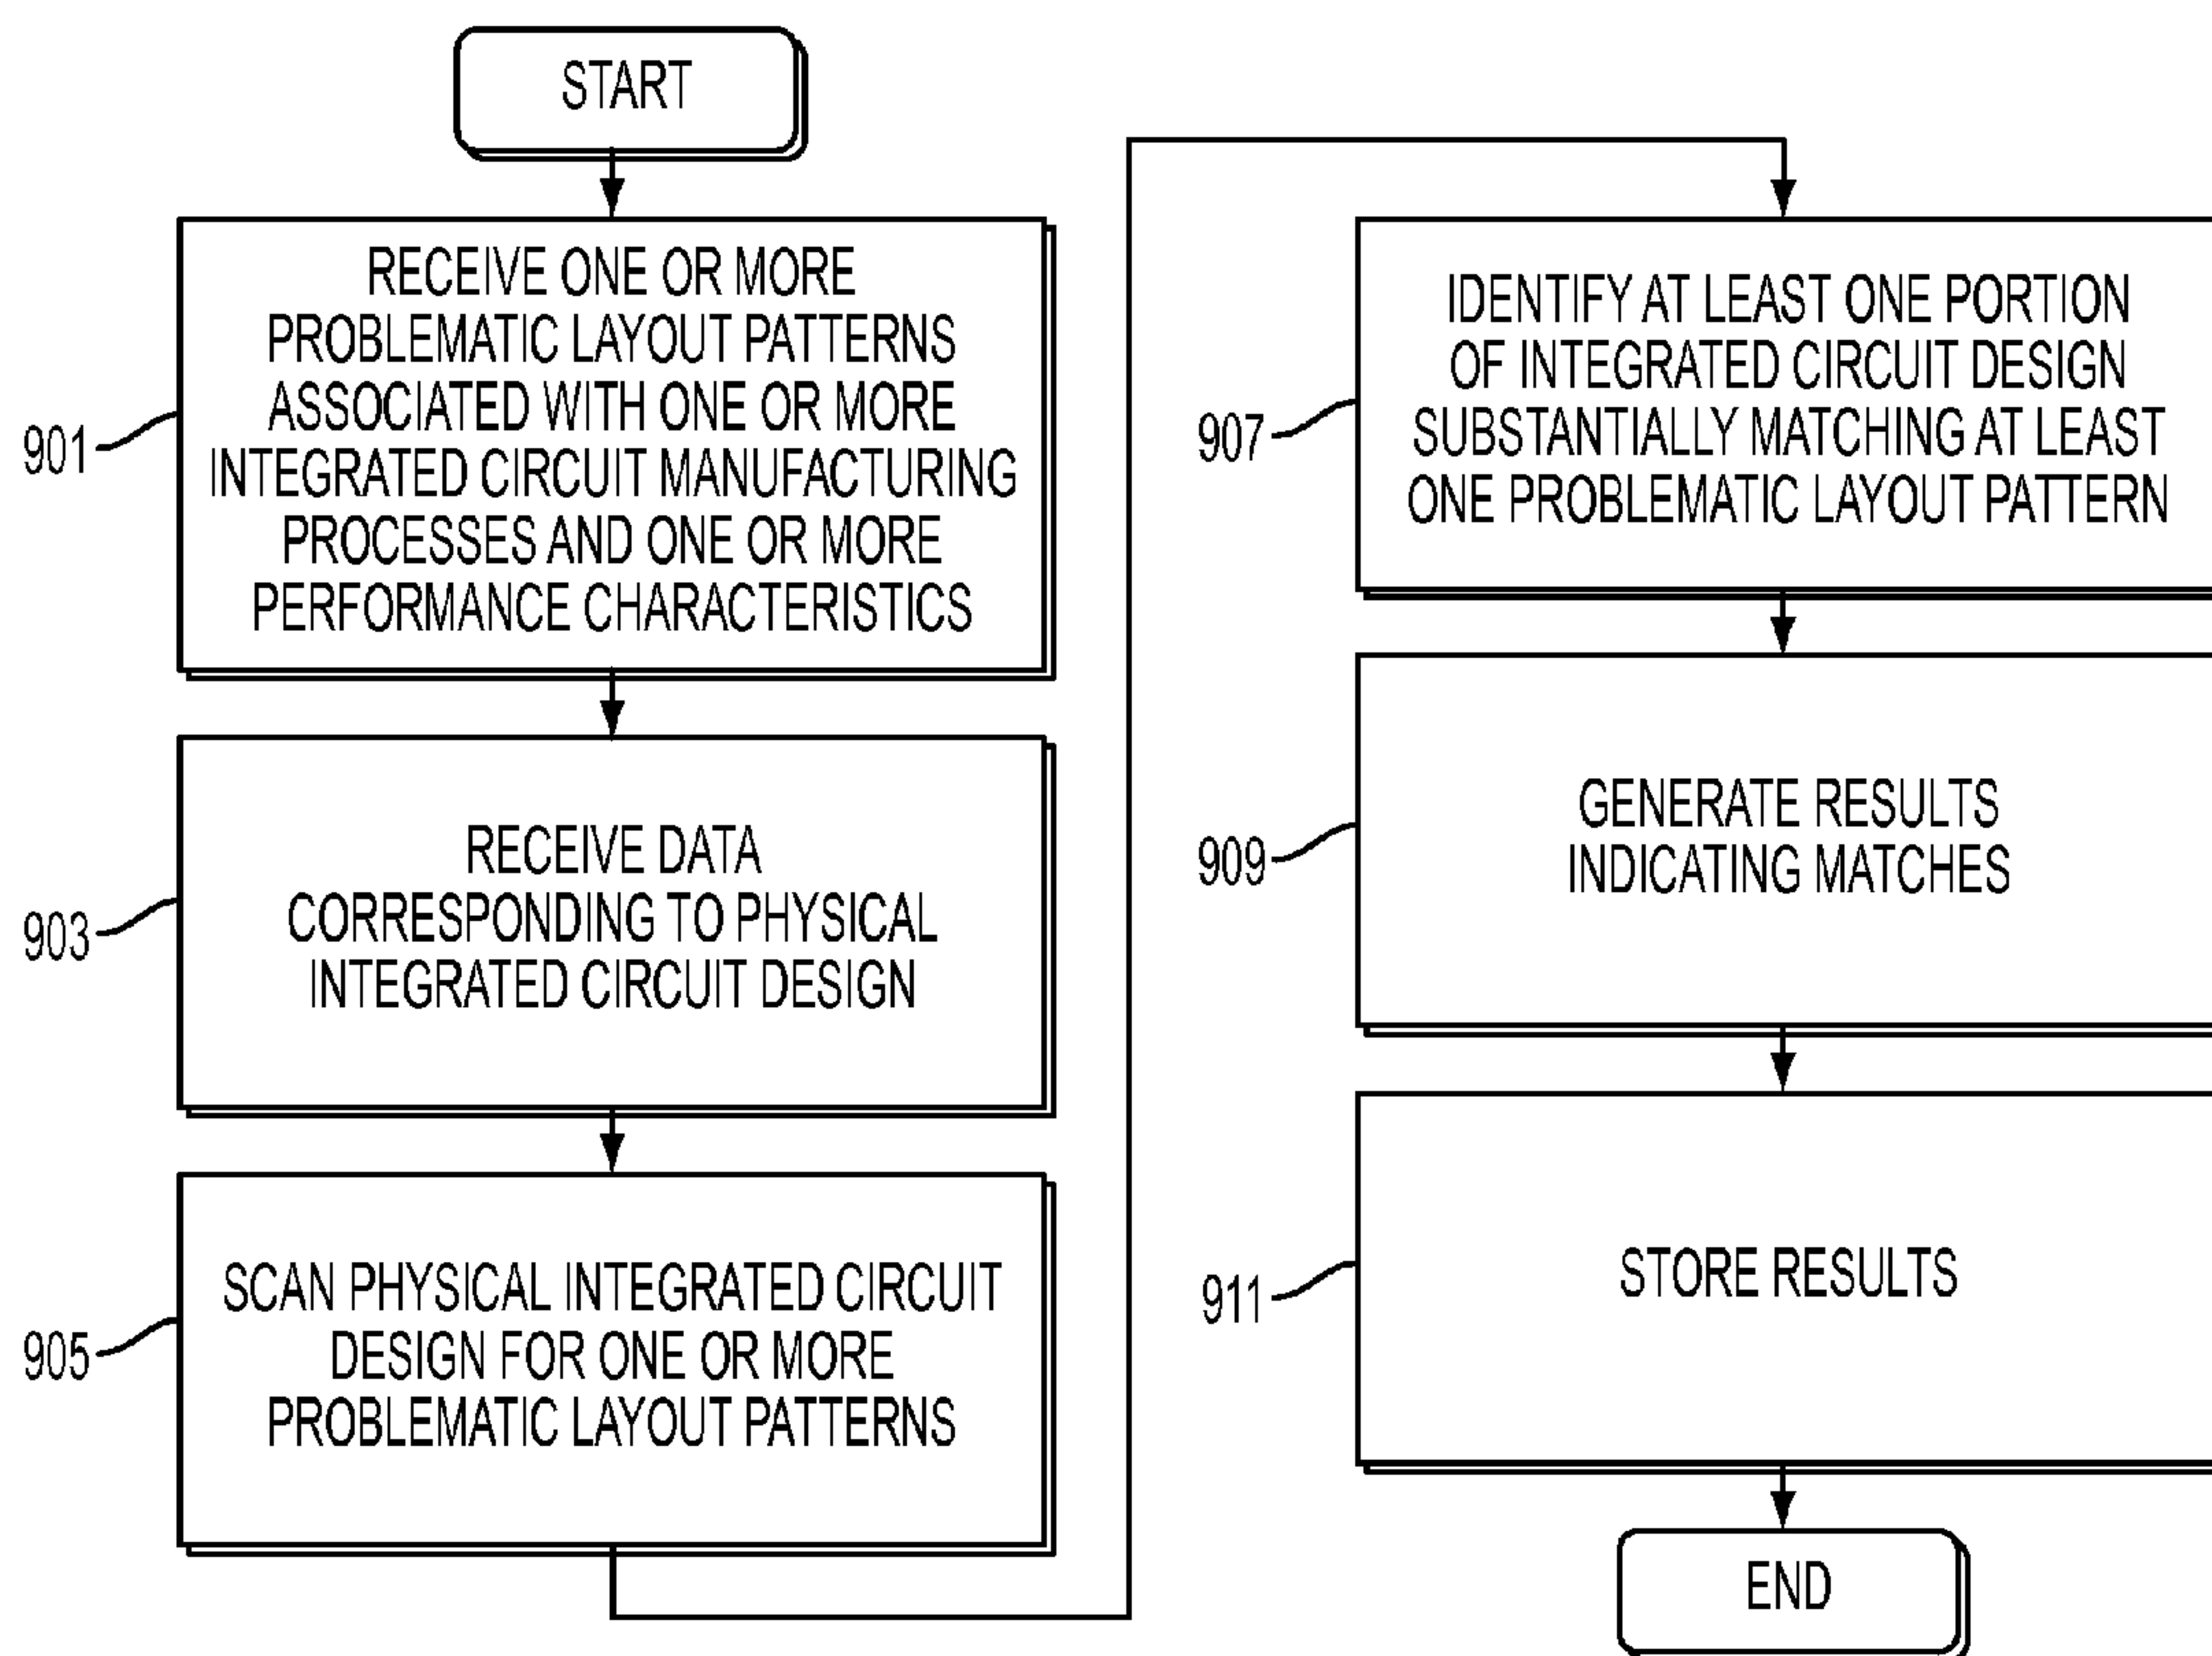 START
901
RECEIVE ONE OR MORE
PROBLEMATIC LAYOUT PATTERNS
ASSOCIATED WITH ONE OR MORE
INTEGRATED CIRCUIT MANUFACTURING
PROCESSES AND ONE OR MORE
PERFORMANCE CHARACTERISTICS
903
RECEIVE DATA
CORRESPONDING TO PHYSICAL
INTEGRATED CIRCUIT DESIGN
905
SCAN PHYSICAL INTEGRATED CIRCUIT
DESIGN FOR ONE OR MORE
PROBLEMATIC LAYOUT PATTERNS
907
IDENTIFY AT LEAST ONE PORTION
OF INTEGRATED CIRCUIT DESIGN
SUBSTANTIALLY MATCHING AT LEAST
ONE PROBLEMATIC LAYOUT PATTERN
909
GENERATE RESULTS
INDICATING MATCHES
911
STORE RESULTS
END